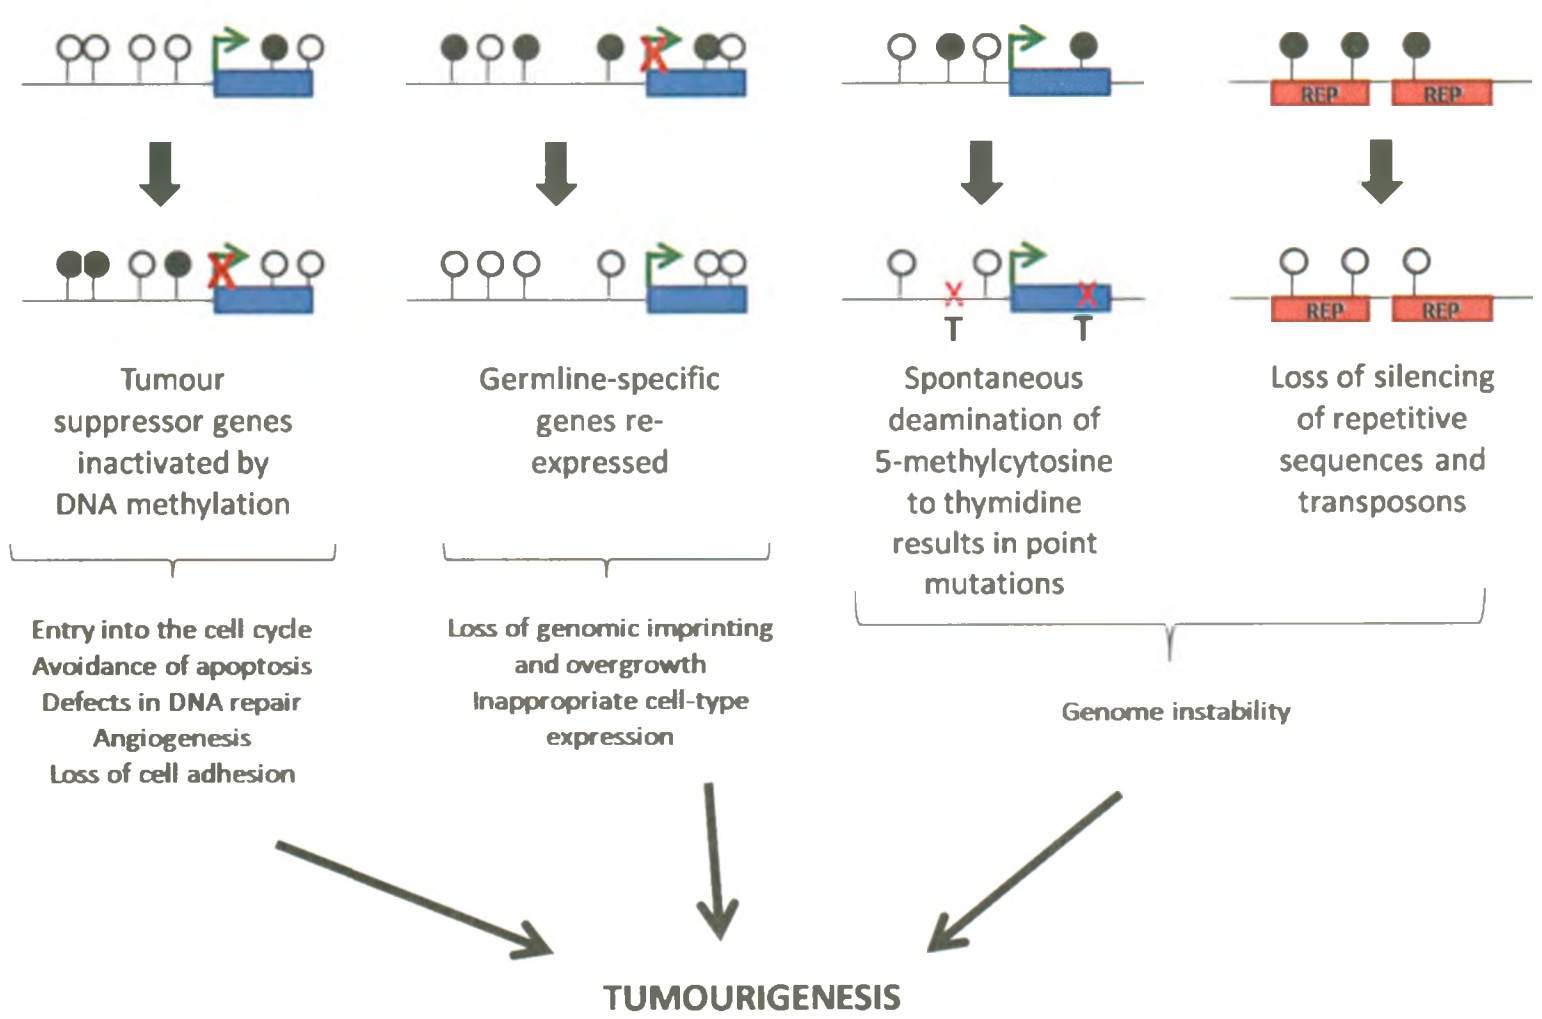 REP REP
T T
REP REP
Tumour
suppressor genes
inactivated by
DNA methylation
Germline-specific
genes re-
expressed
Spontaneous
deamination of
5-methylcytosine
to thymidine
results in point
mutations
Loss of silencing
of repetitive
sequences and
transposons
Entry into the cell cycle
Avoidance of apoptosis
Defects in DNA repair
Angiogenesis
Loss of cell adhesion
Loss of genomic imprinting
and overgrowth
Inappropriate cell-type
expression
Genome instability
TUMOURIGENESIS